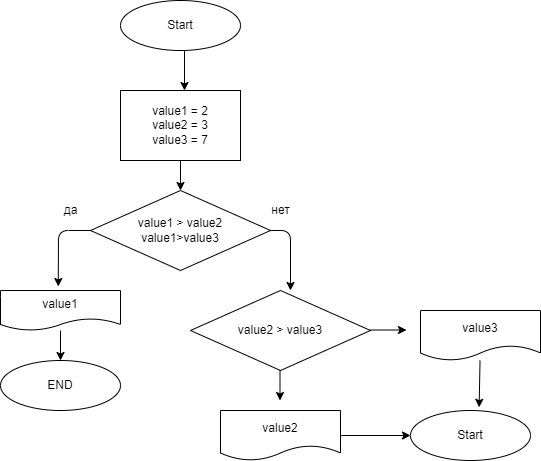 Start
value1 = 2
value2 = 3
value3 = 7
да
нет
value1 > value2
value1>value3
value1
value2 > value3
value3
END
value2
Start